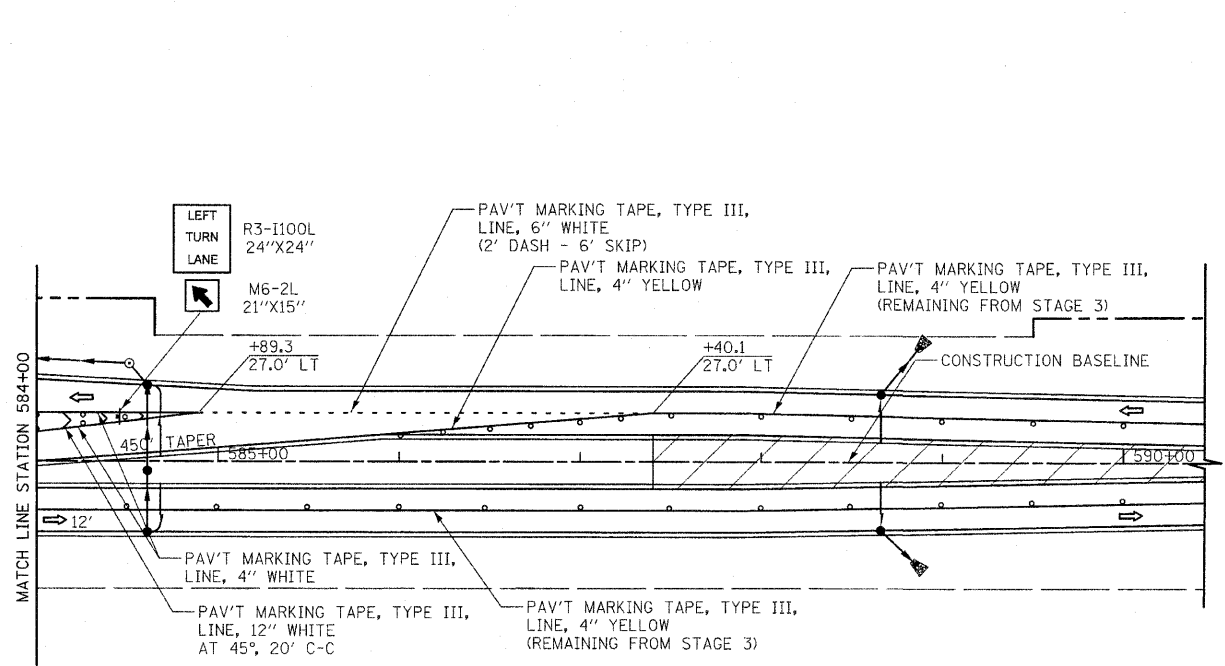 LEFT
TURN
LANE
R3-I100L
24"X24"
M6-2L
21"X15"
PAV'T MARKING TAPE, TYPE III,
LINE, 6" WHITE
(2' DASH - 6' SKIP)
PAV'T MARKING TAPE, TYPE III,
LINE, 4" YELLOW
PAV'T MARKING TAPE, TYPE III,
LINE, 4" YELLOW
(REMAINING FROM STAGE 3)
+89.3
27.0' LT
+40.1
27.0' LT
CONSTRUCTION BASELINE
MATCH LINE STATION 584+00
450' TAPER
585+00
590+00
12'
PAV'T MARKING TAPE, TYPE III,
LINE, 4" WHITE
PAV'T MARKING TAPE, TYPE III,
LINE, 12" WHITE
AT 45°, 20' C-C
PAV'T MARKING TAPE, TYPE III,
LINE, 4" YELLOW
(REMAINING FROM STAGE 3)